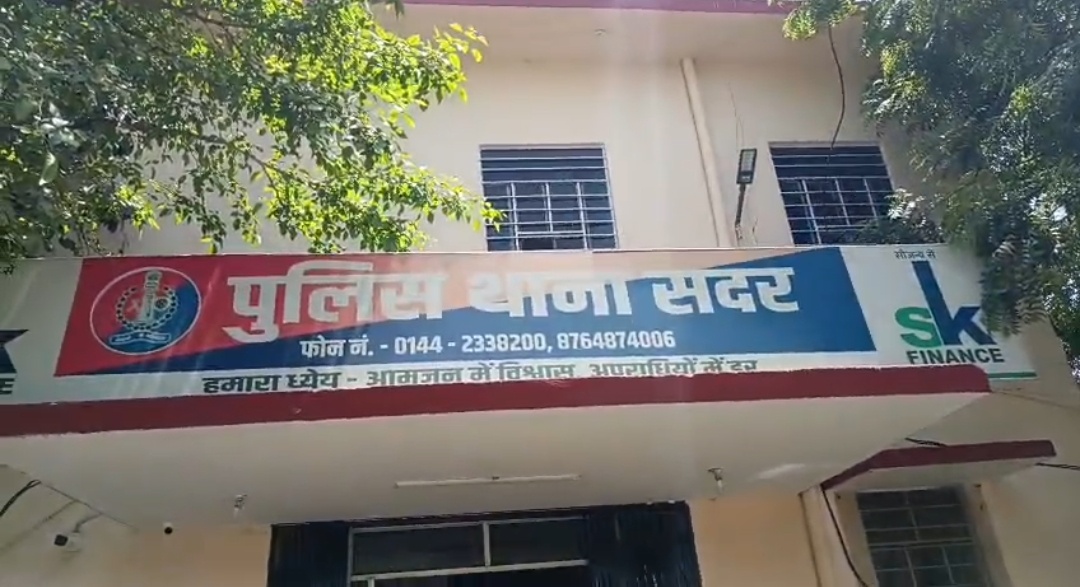 पुलिस थाना सदर
फोन नं. - 0144 - 2338200, 8764874006
हमारा ध्येय - आमजन में विश्वास, अपराधियों में डर
सौजन्य से
sk
FINANCE